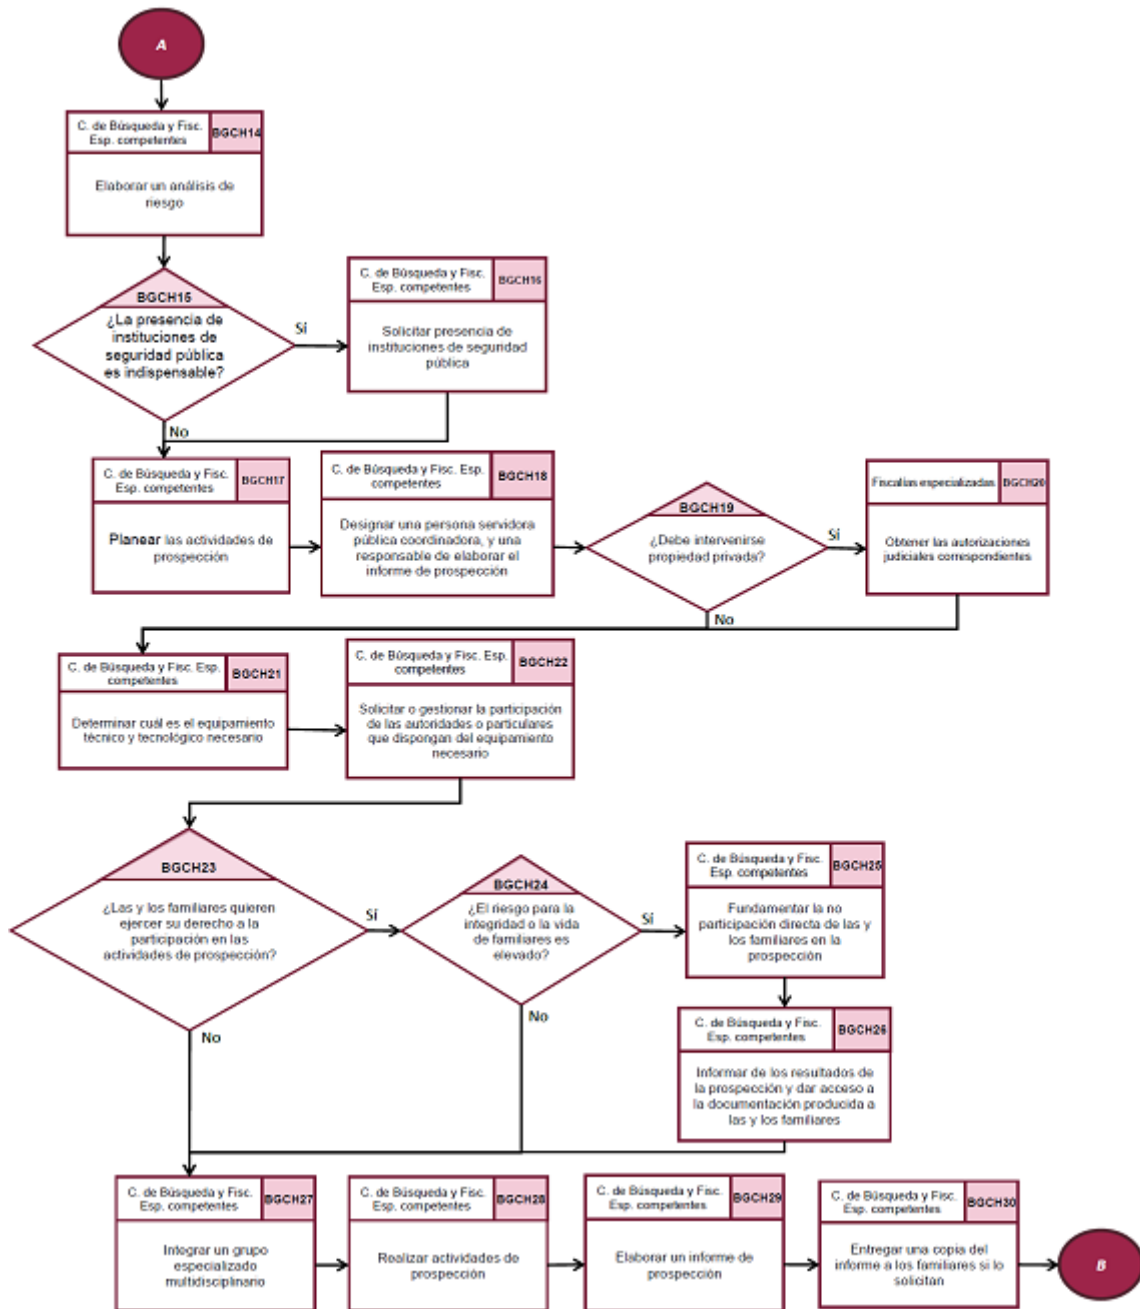 A
C. de Búsqueda y Fisc.
Esp. competentes
BGCH14
Elaborar un análisis de
riesgo
BGCH15
¿La presencia de
instituciones de
seguridad pública
es indispensable?
Sí
No
C. de Búsqueda y Fisc.
Esp. competentes
BGCH16
Solicitar presencia de
instituciones de seguridad
pública
C. de Búsqueda y Fisc.
Esp. competentes
BGCH17
Planear las actividades de
prospección
C. de Búsqueda y Fisc. Esp.
competentes
BGCH18
Designar una persona servidora
pública coordinadora, y una
responsable de elaborar el
informe de prospección
BGCH19
¿Debe intervenirse
propiedad privada?
Sí
No
Fiscalías especializadas
BGCH20
Obtener las autorizaciones
judiciales correspondientes
C. de Búsqueda y Fisc. Esp.
competentes
BGCH21
Determinar cuál es el equipamiento
técnico y tecnológico necesario
C. de Búsqueda y Fisc. Esp.
competentes
BGCH22
Solicitar o gestionar la participación
de las autoridades o particulares
que dispongan del equipamiento
necesario
BGCH23
¿Las y los familiares quieren
ejercer su derecho a la
participación en las
actividades de prospección?
Sí
No
BGCH24
¿El riesgo para la
integridad o la vida
de familiares es
elevado?
Sí
No
C. de Búsqueda y Fisc.
Esp. competentes
BGCH25
Fundamentar la no
participación directa de las y
los familiares en la
prospección
C. de Búsqueda y Fisc.
Esp. competentes
BGCH26
Informar de los resultados de
la prospección y dar acceso a
la documentación producida a
las y los familiares
C. de Búsqueda y Fisc.
Esp. competentes
BGCH27
Integrar un grupo
especializado
multidisciplinario
C. de Búsqueda y Fisc.
Esp. competentes
BGCH28
Realizar actividades de
prospección
C. de Búsqueda y Fisc.
Esp. competentes
BGCH29
Elaborar un informe de
prospección
C. de Búsqueda y Fisc.
Esp. competentes
BGCH30
Entregar una copia del
informe a los familiares si lo
solicitan
B